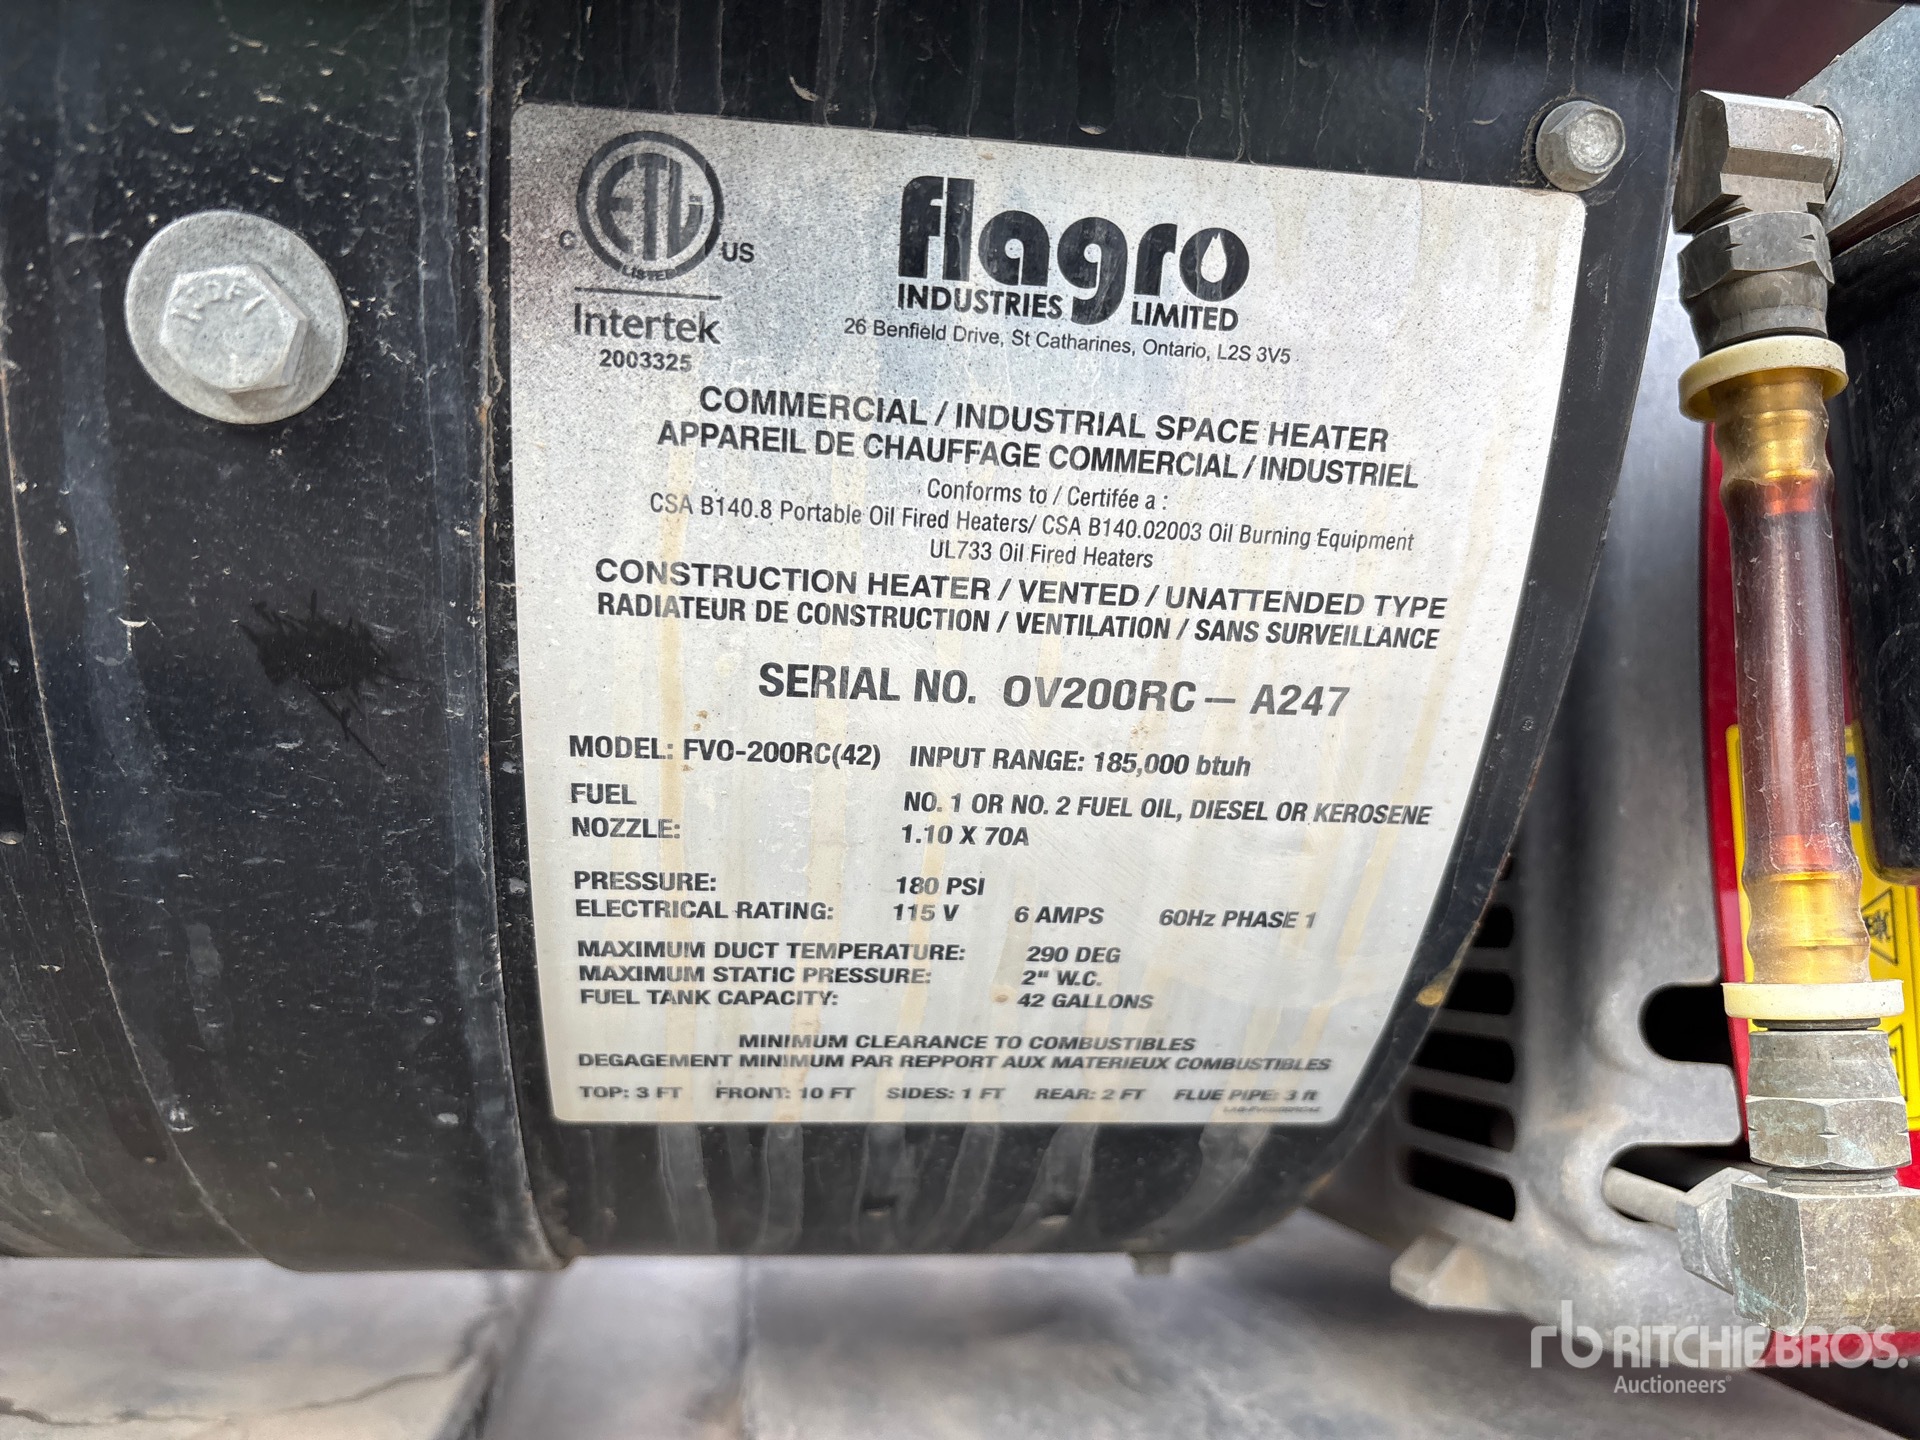 C ETL US
LISTED
Intertek
2003325
flagro
INDUSTRIES LIMITED
26 Benfield Drive, St Catharines, Ontario, L2S 3V5
COMMERCIAL / INDUSTRIAL SPACE HEATER
APPAREIL DE CHAUFFAGE COMMERCIAL / INDUSTRIEL
Conforms to / Certifée a :
CSA B140.8 Portable Oil Fired Heaters/ CSA B140.02003 Oil Burning Equipment
UL733 Oil Fired Heaters
CONSTRUCTION HEATER / VENTED / UNATTENDED TYPE
RADIATEUR DE CONSTRUCTION / VENTILATION / SANS SURVEILLANCE
SERIAL NO. OV200RC – A247
MODEL: FVO-200RC(42) INPUT RANGE: 185,000 btuh
FUEL NO. 1 OR NO. 2 FUEL OIL, DIESEL OR KEROSENE
NOZZLE: 1.10 X 70A
PRESSURE: 180 PSI
ELECTRICAL RATING: 115 V 6 AMPS 60Hz PHASE 1
MAXIMUM DUCT TEMPERATURE: 290 DEG
MAXIMUM STATIC PRESSURE: 2" W.C.
FUEL TANK CAPACITY: 42 GALLONS
MINIMUM CLEARANCE TO COMBUSTIBLES
DEGAGEMENT MINIMUM PAR REPPORT AUX MATERIEUX COMBUSTIBLES
TOP: 3 FT FRONT: 10 FT SIDES: 1 FT REAR: 2 FT FLUE PIPE: 3 ft
rb RITCHIE BROS.
Auctioneers